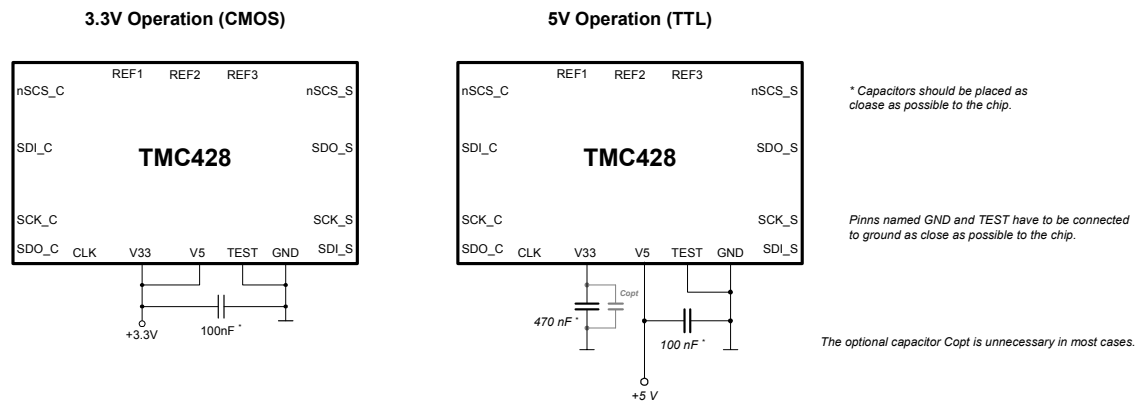 3.3V Operation (CMOS)
REF1 REF2 REF3
nSCS_C nSCS_S
SDI_C TMC428 SDO_S
SCK_C SCK_S
SDO_C CLK V33 V5 TEST GND SDI_S
100nF *
+3.3V
5V Operation (TTL)
REF1 REF2 REF3
nSCS_C nSCS_S
SDI_C TMC428 SDO_S
SCK_C SCK_S
SDO_C CLK V33 V5 TEST GND SDI_S
Copt
470 nF *
100 nF *
+5 V
* Capacitors should be placed as
cloase as possible to the chip.
Pinns named GND and TEST have to be connected
to ground as close as possible to the chip.
The optional capacitor Copt is unnecessary in most cases.